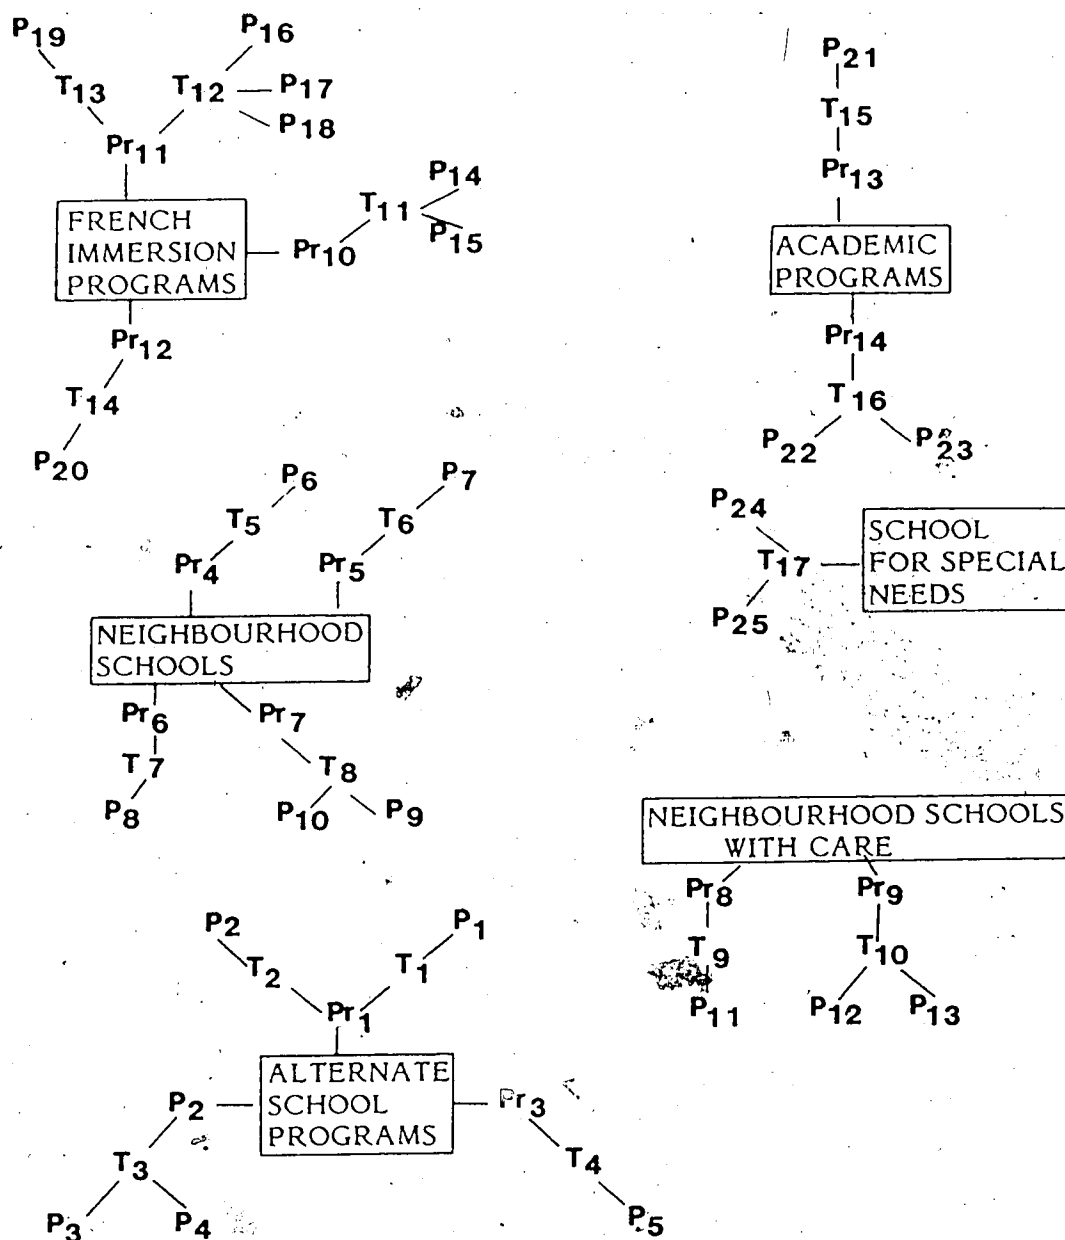 P19 P16
T13 T12 P17
P18
Pr11
FRENCH
IMMERSION
PROGRAMS
Pr10 T11 P14
P15
Pr12
T14
P20
P21
T15
Pr13
ACADEMIC
PROGRAMS
Pr14
T16
P22 P23
P6 P7
T5 T6
Pr4 Pr5
NEIGHBOURHOOD
SCHOOLS
Pr6 Pr7
T7 T8
P8 P10 P9
P24
T17
P25
SCHOOL
FOR SPECIAL
NEEDS
NEIGHBOURHOOD SCHOOLS
WITH CARE
Pr8 Pr9
T9 T10
P11 P12 P13
P2 P1
T2 T1
Pr1
ALTERNATE
SCHOOL
PROGRAMS
P2 Pr3
T3 T4
P3 P4 P5